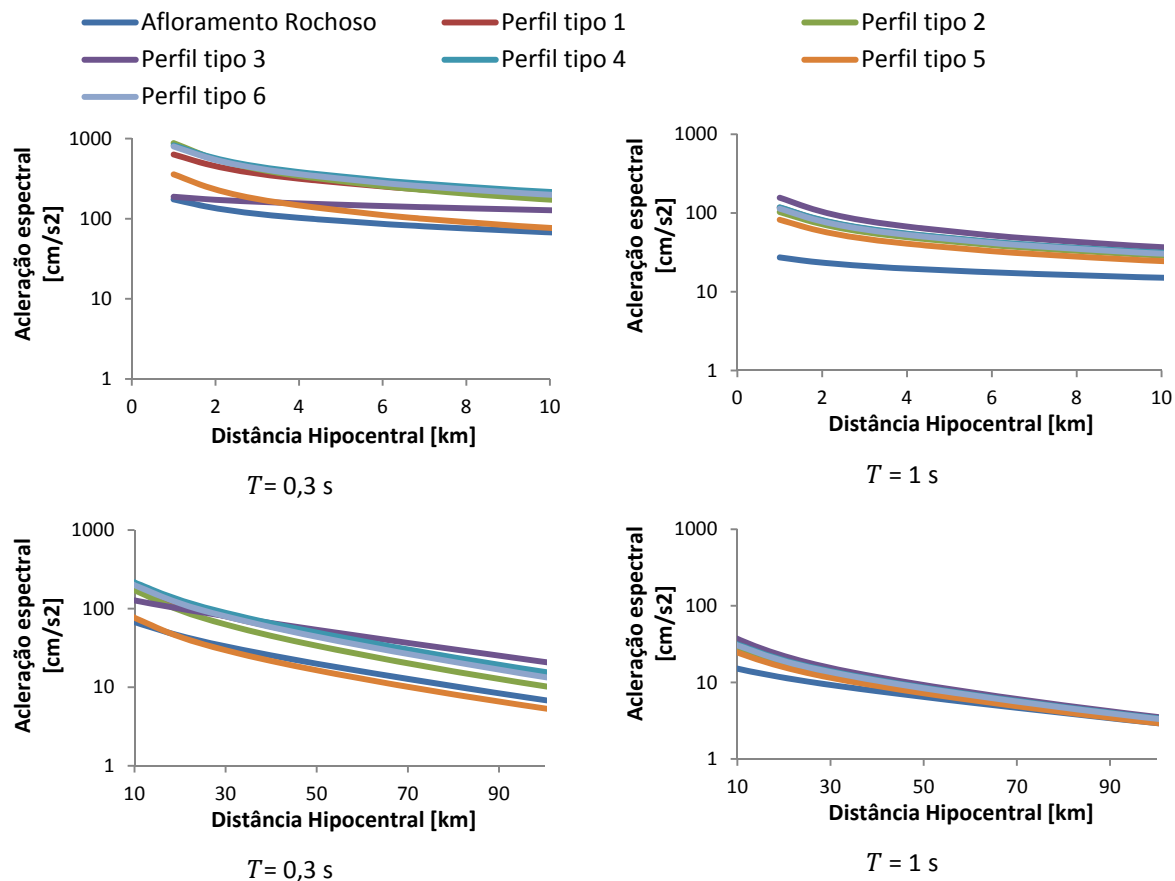 Afloramento Rochoso
Perfil tipo 1
Perfil tipo 2
Perfil tipo 3
Perfil tipo 4
Perfil tipo 5
Perfil tipo 6
Acleração espectral
[cm/s2]
1000
100
10
1
0 2 4 6 8 10
Distância Hipocentral [km]
T= 0,3 s
Acleração espectral
[cm/s2]
1000
100
10
1
0 2 4 6 8 10
Distância Hipocentral [km]
T = 1 s
Acleração espectral
[cm/s2]
1000
100
10
1
10 30 50 70 90
Distância Hipocentral [km]
T= 0,3 s
Acleração espectral
[cm/s2]
1000
100
10
1
10 30 50 70 90
Distância Hipocentral [km]
T = 1 s